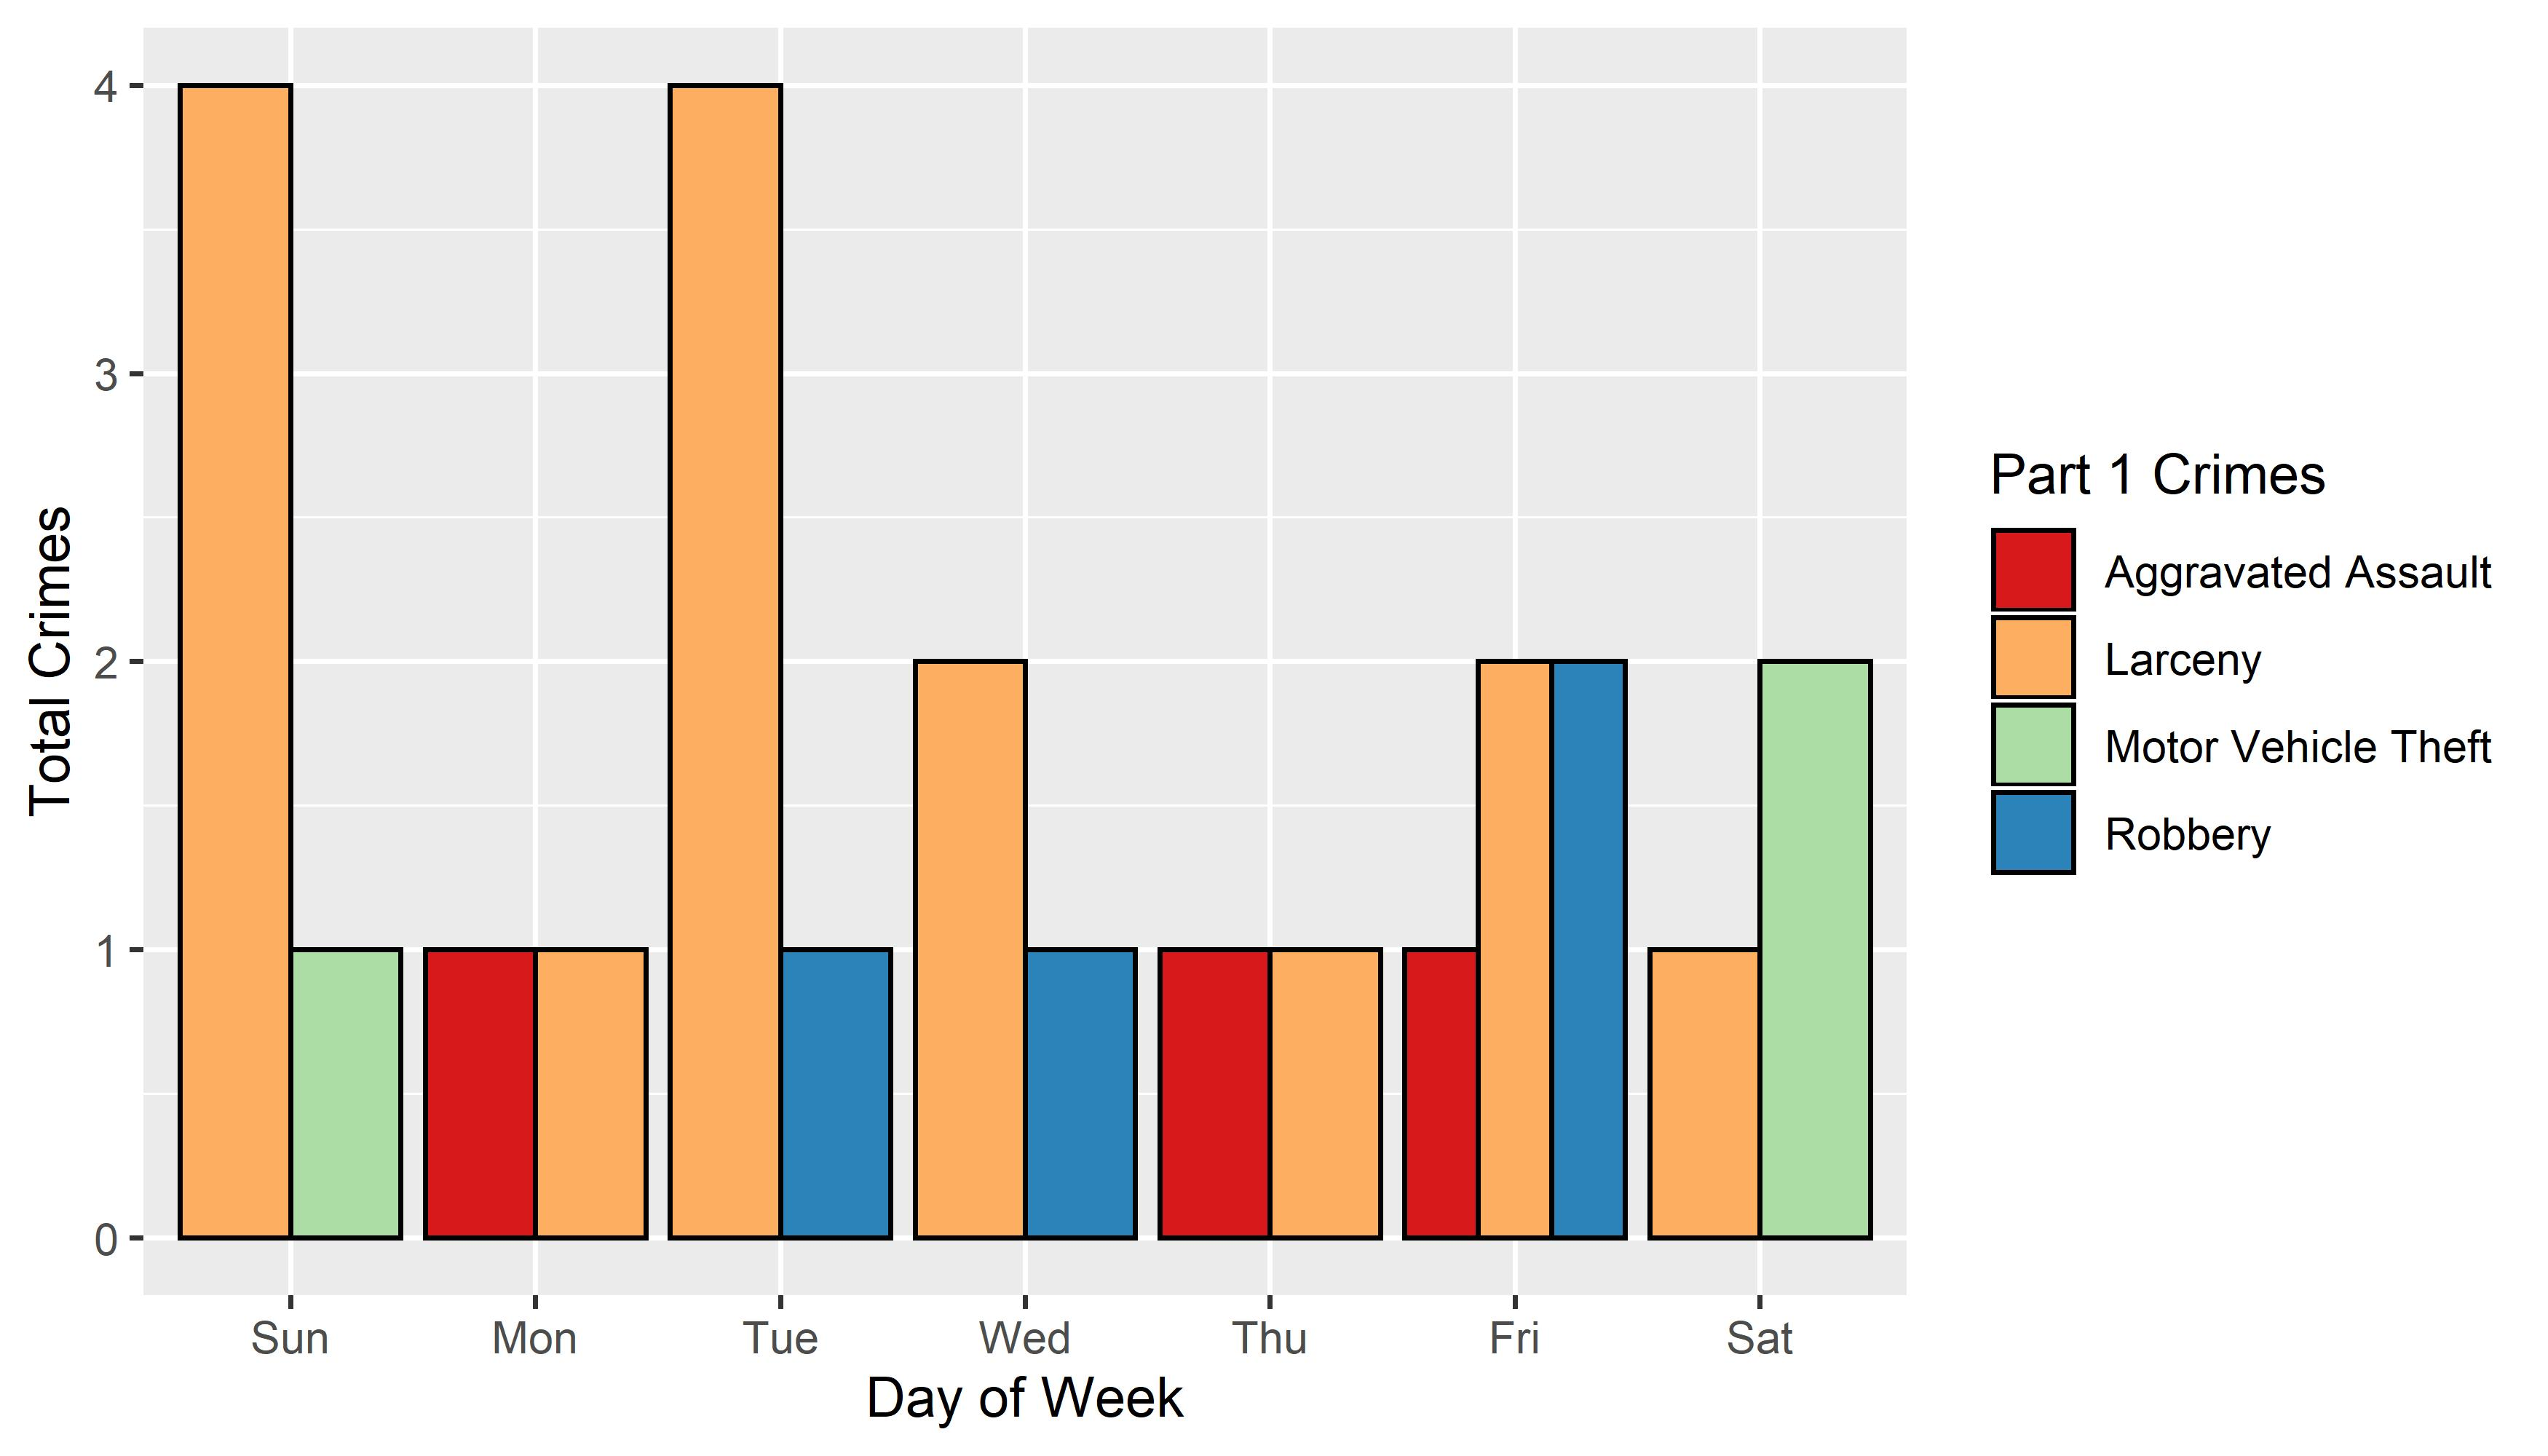 4
3
2
1
0
Total Crimes
Sun Mon Tue Wed Thu Fri Sat
Day of Week
Part 1 Crimes
Aggravated Assault
Larceny
Motor Vehicle Theft
Robbery